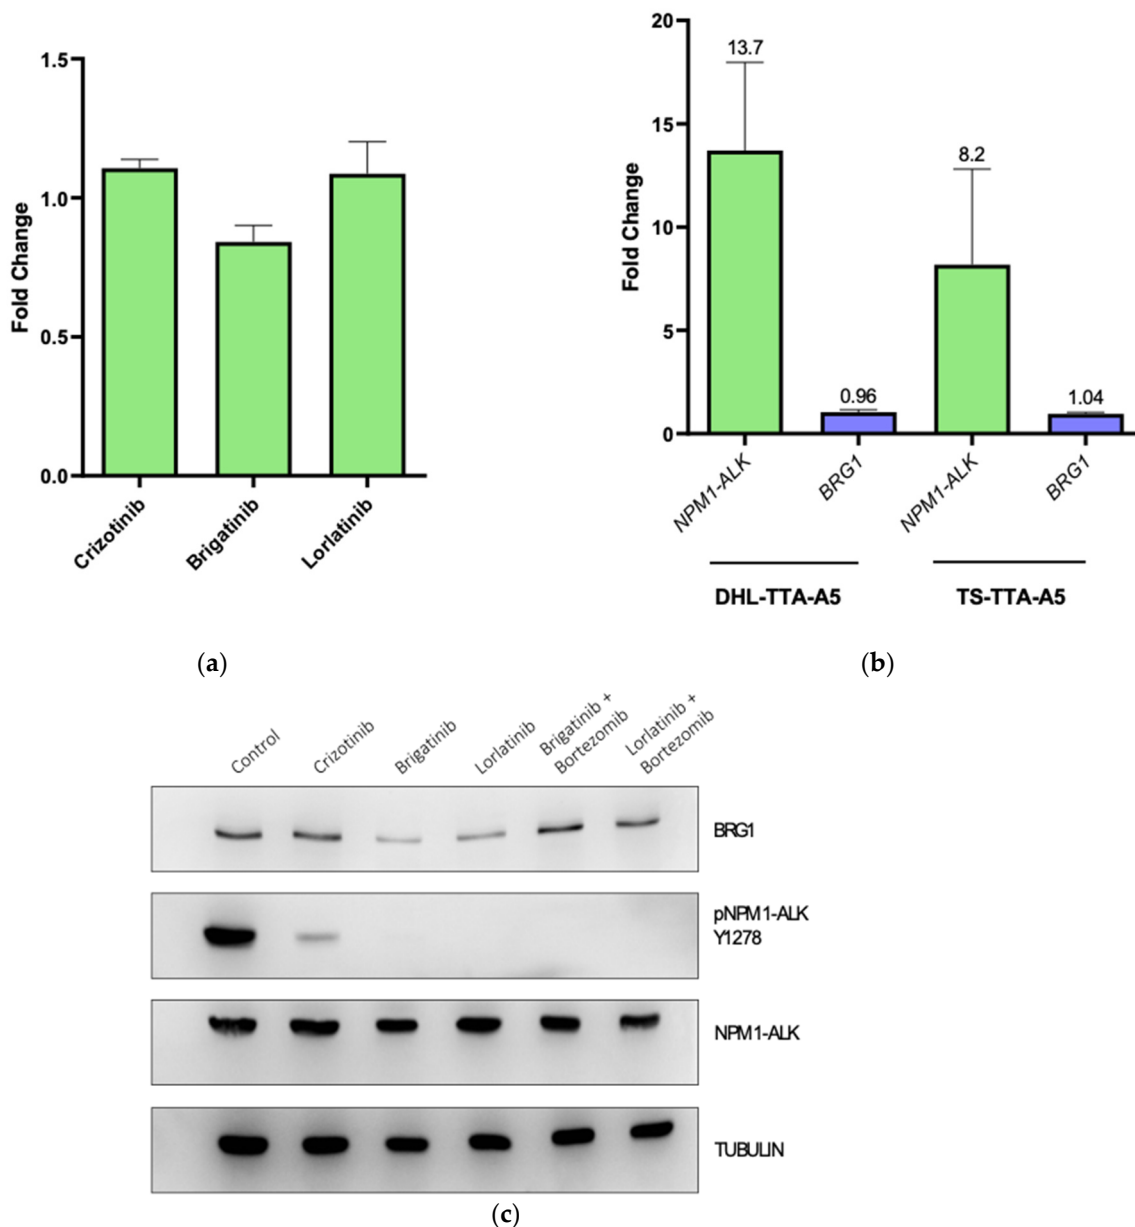 1.5
1.0
0.5
0.0
Fold Change
Crizotinib
Brigatinib
Lorlatinib
(a)
20
15
10
5
0
Fold Change
13.7
0.96
8.2
1.04
NPM1-ALK
BRG1
NPM1-ALK
BRG1
DHL-TTA-A5
TS-TTA-A5
(b)
Control
Crizotinib
Brigatinib
Lorlatinib
Brigatinib +
Bortezomib
Lorlatinib +
Bortezomib
BRG1
pNPM1-ALK
Y1278
NPM1-ALK
TUBULIN
(c)